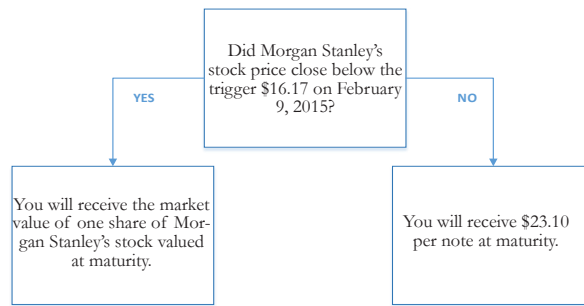 Did Morgan Stanley's
stock price close below the
trigger $16.17 on February
9, 2015?
YES
NO
You will receive the market
value of one share of Mor-
gan Stanley's stock valued
at maturity.
You will receive $23.10
per note at maturity.